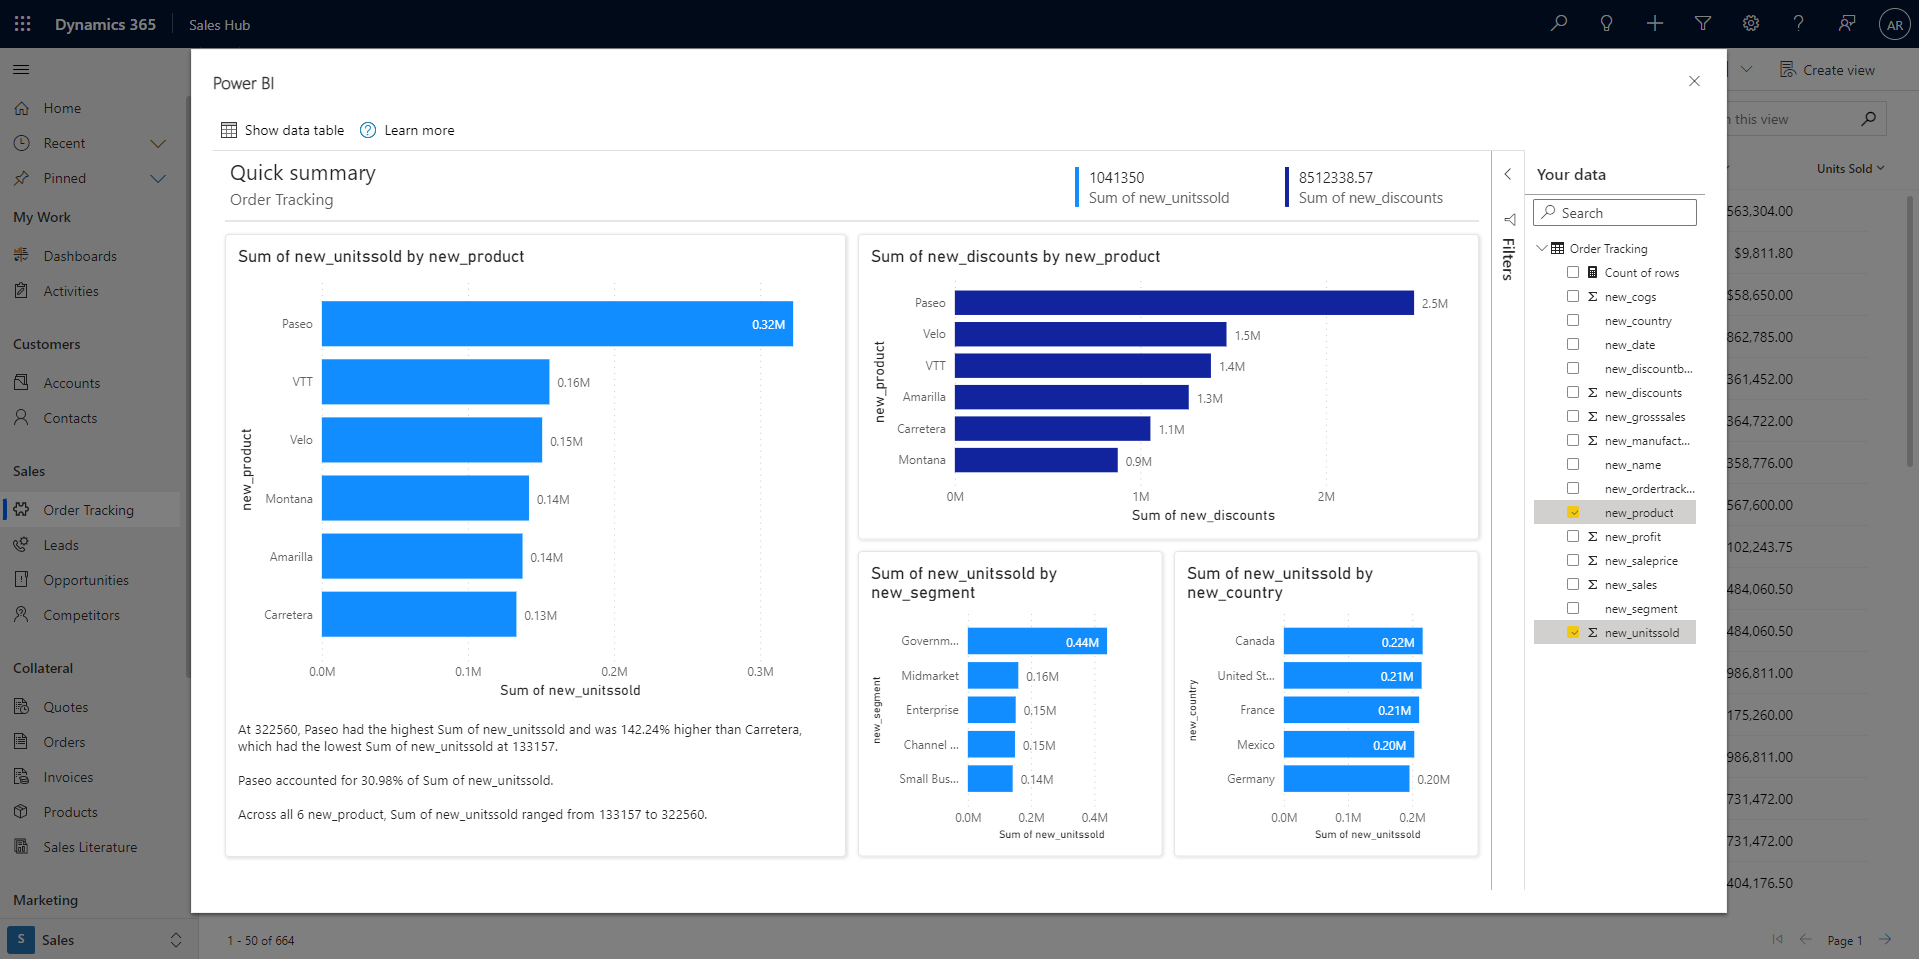 Dynamics 365
Sales Hub
AR
Home
Recent
Pinned
My Work
Dashboards
Activities
Customers
Accounts
Contacts
Sales
Order Tracking
Leads
Opportunities
Competitors
Collateral
Quotes
Orders
Invoices
Products
Sales Literature
Marketing
S Sales
Power BI
Show data table
Learn more
Quick summary
Order Tracking
1041350
Sum of new_unitssold
8512338.57
Sum of new_discounts
Sum of new_unitssold by new_product
new_product
Paseo 0.32M
VTT 0.16M
Velo 0.15M
Montana 0.14M
Amarilla 0.14M
Carretera 0.13M
0.0M 0.1M 0.2M 0.3M
Sum of new_unitssold
At 322560, Paseo had the highest Sum of new_unitssold and was 142.24% higher than Carretera,
which had the lowest Sum of new_unitssold at 133157.
Paseo accounted for 30.98% of Sum of new_unitssold.
Across all 6 new_product, Sum of new_unitssold ranged from 133157 to 322560.
Sum of new_discounts by new_product
new_product
Paseo 2.5M
Velo 1.5M
VTT 1.4M
Amarilla 1.3M
Carretera 1.1M
Montana 0.9M
0M 1M 2M
Sum of new_discounts
Sum of new_unitssold by
new_segment
new_segment
Governm... 0.44M
Midmarket 0.16M
Enterprise 0.15M
Channel ... 0.15M
Small Bus... 0.14M
0.0M 0.2M 0.4M
Sum of new_unitssold
Sum of new_unitssold by
new_country
new_country
Canada 0.22M
United St... 0.21M
France 0.21M
Mexico 0.20M
Germany 0.20M
0.0M 0.1M 0.2M
Sum of new_unitssold
Filters
Your data
Search
Order Tracking
Count of rows
Σ new_cogs
new_country
new_date
new_discountb...
Σ new_discounts
Σ new_grosssales
Σ new_manufact...
new_name
new_ordertrack...
new_product
Σ new_profit
Σ new_saleprice
Σ new_sales
new_segment
Σ new_unitssold
Create view
this view
Units Sold
563,304.00
$9,811.80
$58,650.00
862,785.00
361,452.00
364,722.00
358,776.00
567,600.00
102,243.75
484,060.50
484,060.50
986,811.00
175,260.00
986,811.00
731,472.00
731,472.00
404,176.50
1 - 50 of 664
Page 1